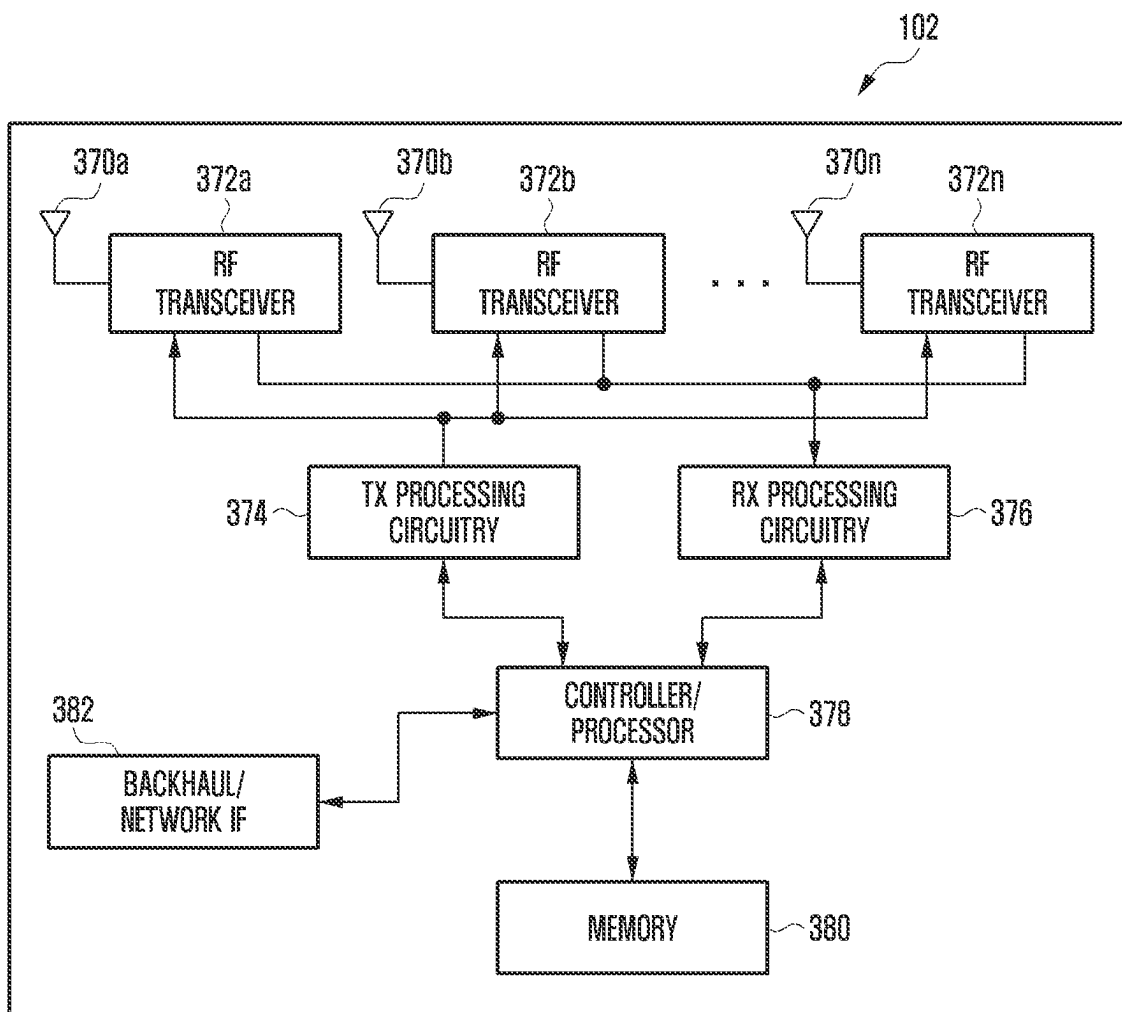 102
370a
372a
370b
372b
370n
372n
RF
TRANSCEIVER
RF
TRANSCEIVER
. . .
RF
TRANSCEIVER
374
TX PROCESSING
CIRCUITRY
RX PROCESSING
CIRCUITRY
376
382
BACKHAUL/
NETWORK IF
CONTROLLER/
PROCESSOR
378
MEMORY
380